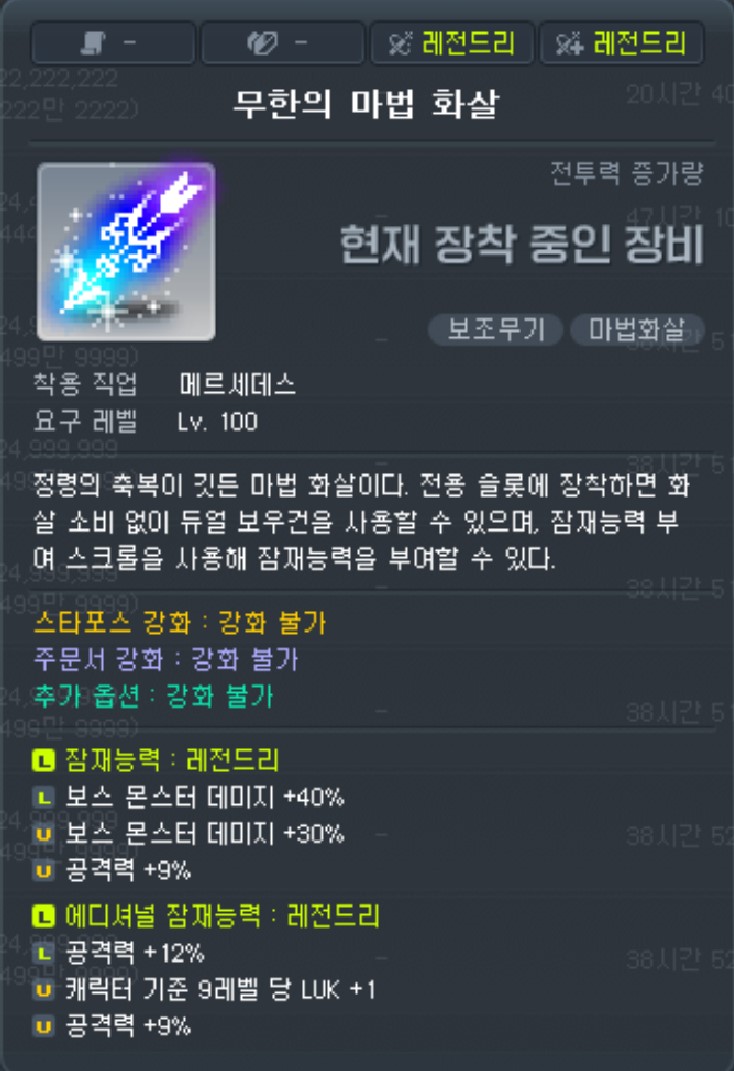 - - 레전드리 레전드리
무한의 마법 화살
전투력 증가량
현재 장착 중인 장비
보조무기 마법화살
착용 직업 메르세데스
요구 레벨 Lv. 100
정령의 축복이 깃든 마법 화살이다. 전용 슬롯에 장착하면 화
살 소비 없이 듀얼 보우건을 사용할 수 있으며, 잠재능력 부
여 스크롤을 사용해 잠재능력을 부여할 수 있다.
스타포스 강화 : 강화 불가
주문서 강화 : 강화 불가
추가 옵션 : 강화 불가
L 잠재능력 : 레전드리
L 보스 몬스터 데미지 +40%
U 보스 몬스터 데미지 +30%
U 공격력 +9%
L 에디셔널 잠재능력 : 레전드리
L 공격력 +12%
U 캐릭터 기준 9레벨 당 LUK +1
U 공격력 +9%